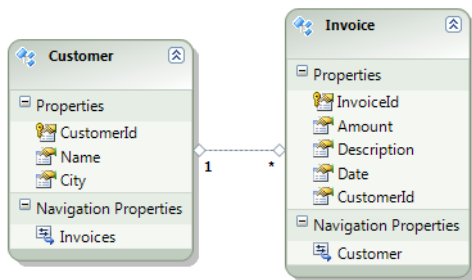 Customer
Properties
CustomerId
Name
City
Navigation Properties
Invoices
1
*
Invoice
Properties
InvoiceId
Amount
Description
Date
CustomerId
Navigation Properties
Customer